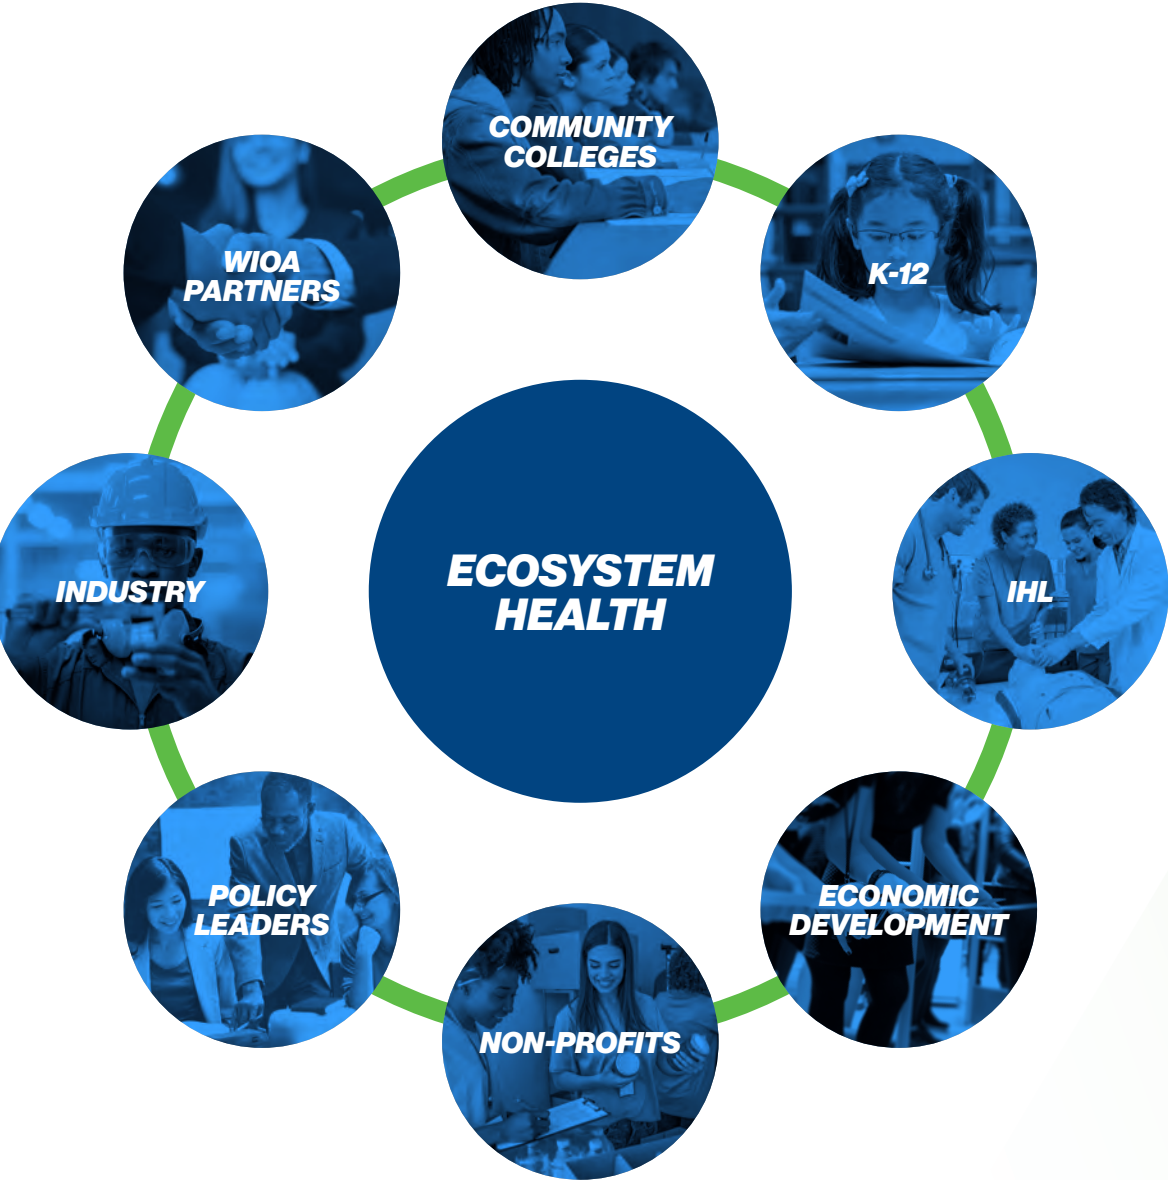 COMMUNITY
COLLEGES
K-12
IHL
ECONOMIC
DEVELOPMENT
NON-PROFITS
POLICY
LEADERS
INDUSTRY
WIOA
PARTNERS
ECOSYSTEM
HEALTH